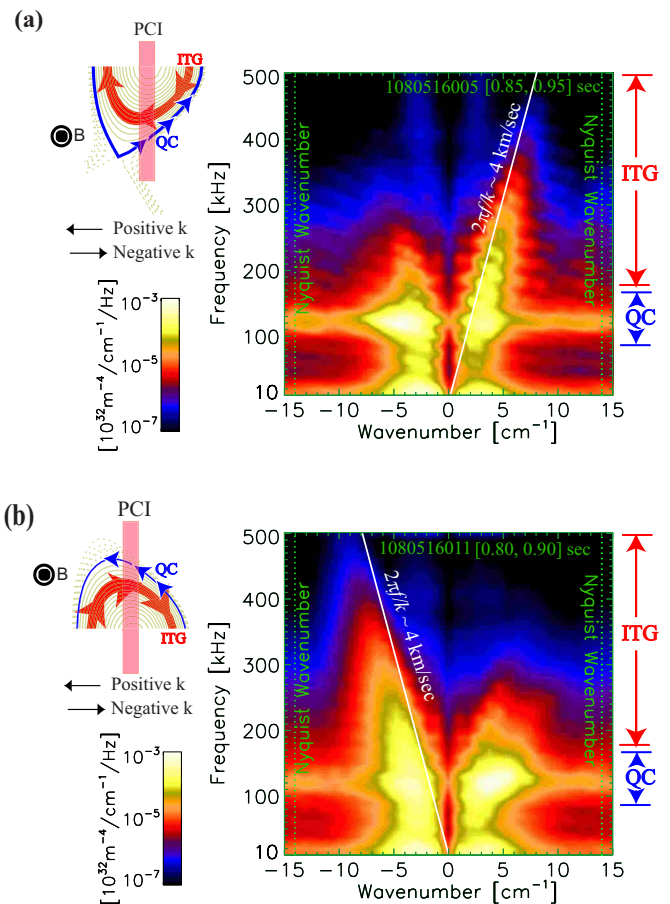 (a)
PCI
ITG
QC
B
Positive k
Negative k
[10^32m^-4/cm^-1/Hz]
10^-3
10^-5
10^-7
Frequency [kHz]
500
400
300
200
100
10
1080516005 [0.85, 0.95] sec
Nyquist Wavenumber
2πf/k ~ 4 km/sec
Nyquist Wavenumber
ITG
QC
-15 -10 -5 0 5 10 15
Wavenumber [cm^-1]
(b)
PCI
QC
B
ITG
Positive k
Negative k
[10^32m^-4/cm^-1/Hz]
10^-3
10^-5
10^-7
Frequency [kHz]
500
400
300
200
100
10
1080516011 [0.80, 0.90] sec
Nyquist Wavenumber
2πf/k ~ 4 km/sec
Nyquist Wavenumber
ITG
QC
-15 -10 -5 0 5 10 15
Wavenumber [cm^-1]